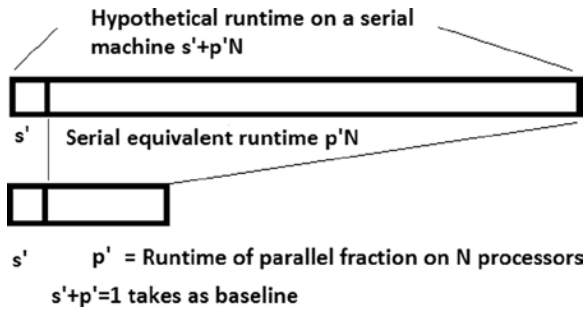 Hypothetical runtime on a serial
machine s'+p'N
s' Serial equivalent runtime p'N
s' p' = Runtime of parallel fraction on N processors
s'+p'=1 takes as baseline